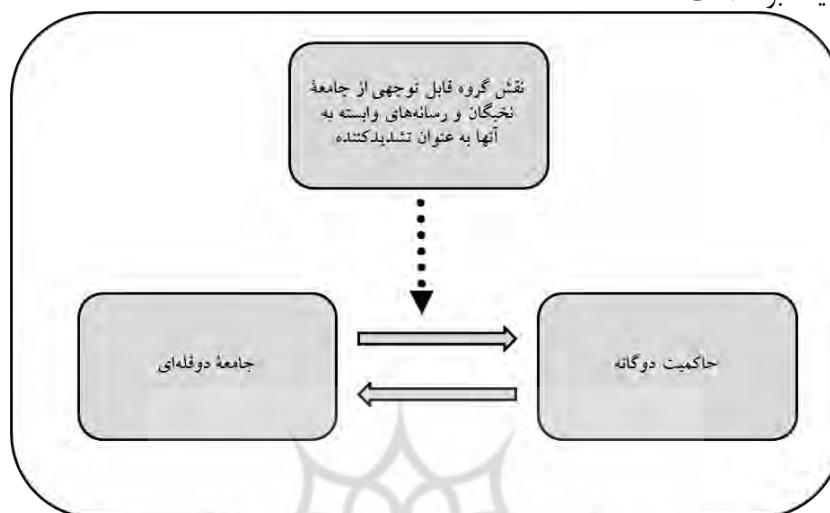 نقش گروه قابل توجهی از جامعهٔ
نخبگان و رسانه‌های وابسته به
آنها به عنوان تشدیدکننده
حاکمیت دوگانه
جامعهٔ دوقله‌ای